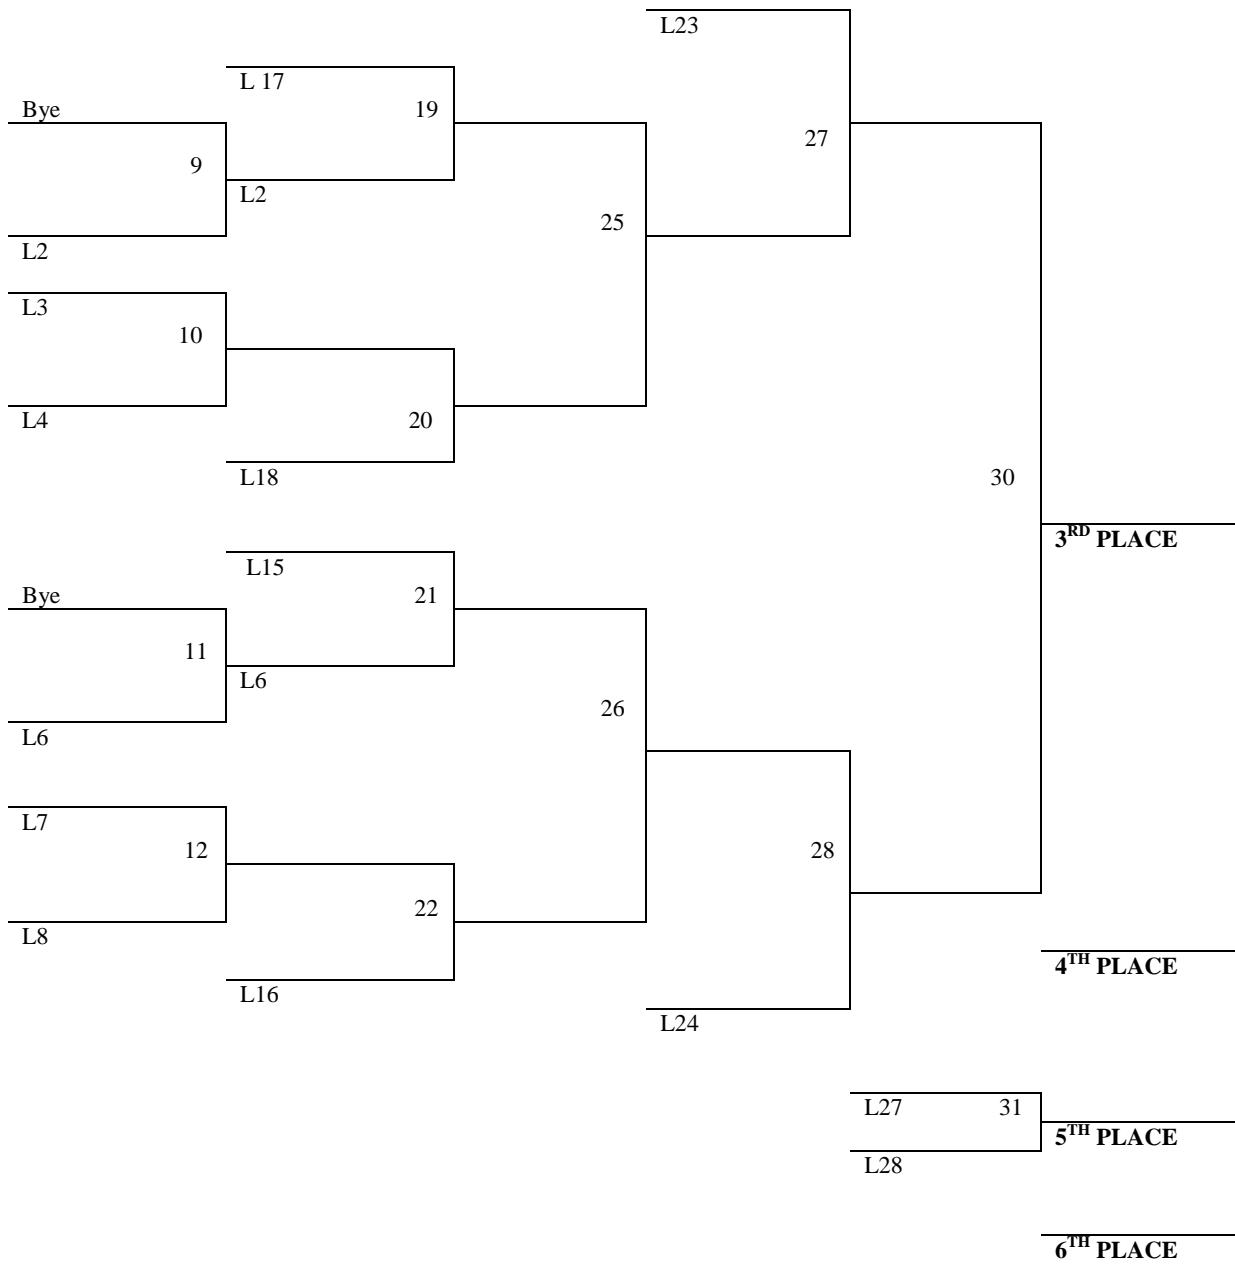 L23
L 17
Bye
19
27
9
L2
25
L2
L3
10
L4
20
L18
30
3RD PLACE
L15
Bye
21
11
L6
26
L6
L7
12
28
22
L8
4TH PLACE
L16
L24
L27
31
5TH PLACE
L28
6TH PLACE